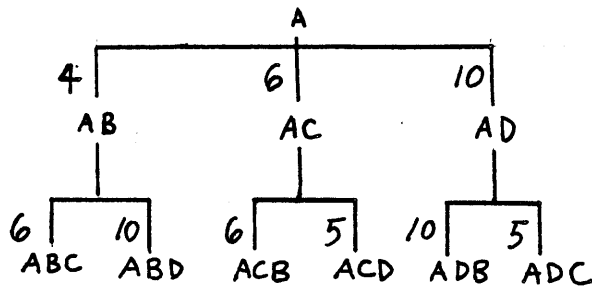 A
4 6 10
AB AC AD
6 10 6 5 10 5
ABC ABD ACB ACD ADB ADC